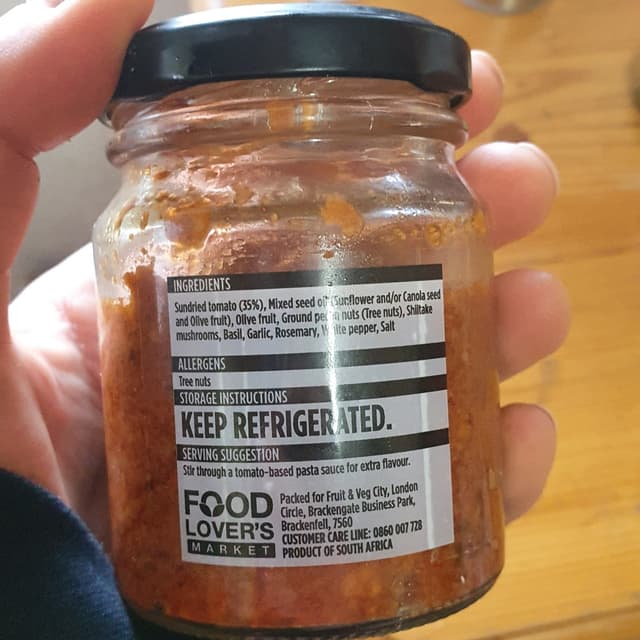 INGREDIENTS
Sundried tomato (35%), Mixed seed oil (Sunflower and/or Canola seed
and Olive fruit), Olive fruit, Ground pecan nuts (Tree nuts), Shiitake
mushrooms, Basil, Garlic, Rosemary, White pepper, Salt
ALLERGENS
Tree nuts
STORAGE INSTRUCTIONS
KEEP REFRIGERATED.
SERVING SUGGESTION
Stir through a tomato-based pasta sauce for extra flavour.
FOOD
LOVER'S
MARKET
Packed for Fruit & Veg City, London
Circle, Brackengate Business Park,
Brackenfell, 7560
CUSTOMER CARE LINE: 0860 007 728
PRODUCT OF SOUTH AFRICA